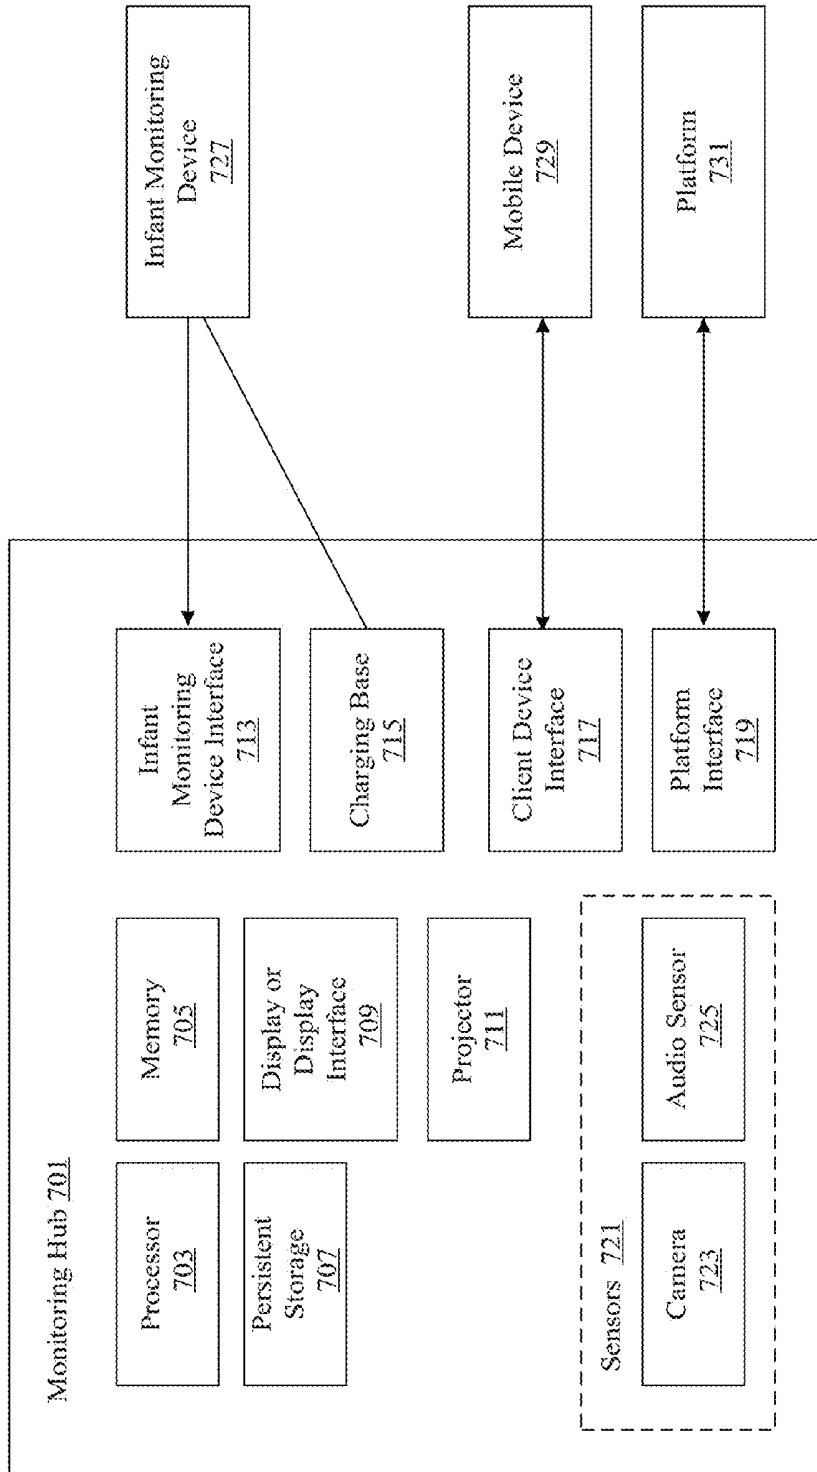 Monitoring Hub 701
Processor
703
Memory
705
Persistent
Storage
707
Display or
Display
Interface
709
Projector
711
Sensors 721
Camera
723
Audio Sensor
725
Infant
Monitoring
Device Interface
713
Charging Base
715
Client Device
Interface
717
Platform
Interface
719
Infant Monitoring
Device
727
Mobile Device
729
Platform
731